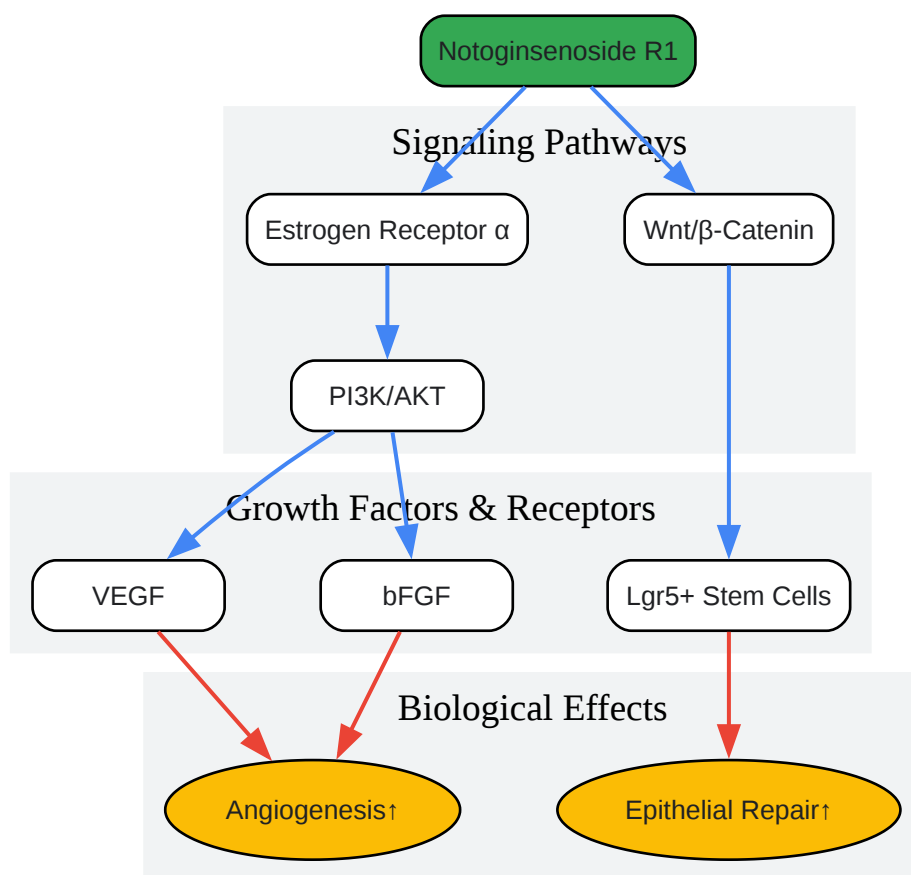 Notoginsenoside R1
Signaling Pathways
Estrogen Receptor α
Wnt/β-Catenin
PI3K/AKT
Growth Factors & Receptors
VEGF
bFGF
Lgr5+ Stem Cells
Biological Effects
Angiogenesis↑
Epithelial Repair↑